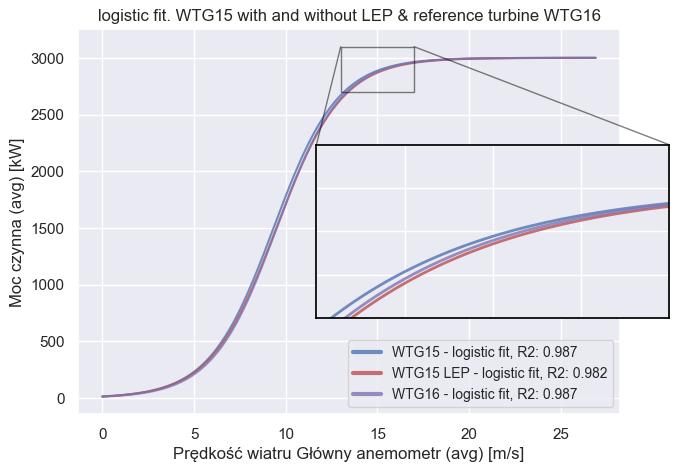 logistic fit. WTG15 with and without LEP & reference turbine WTG16
3000
2500
2000
1500
1000
500
0
Moc czynna (avg) [kW]
WTG15 - logistic fit, R2: 0.987
WTG15 LEP - logistic fit, R2: 0.982
WTG16 - logistic fit, R2: 0.987
0 5 10 15 20 25
Prędkość wiatru Główny anemometr (avg) [m/s]